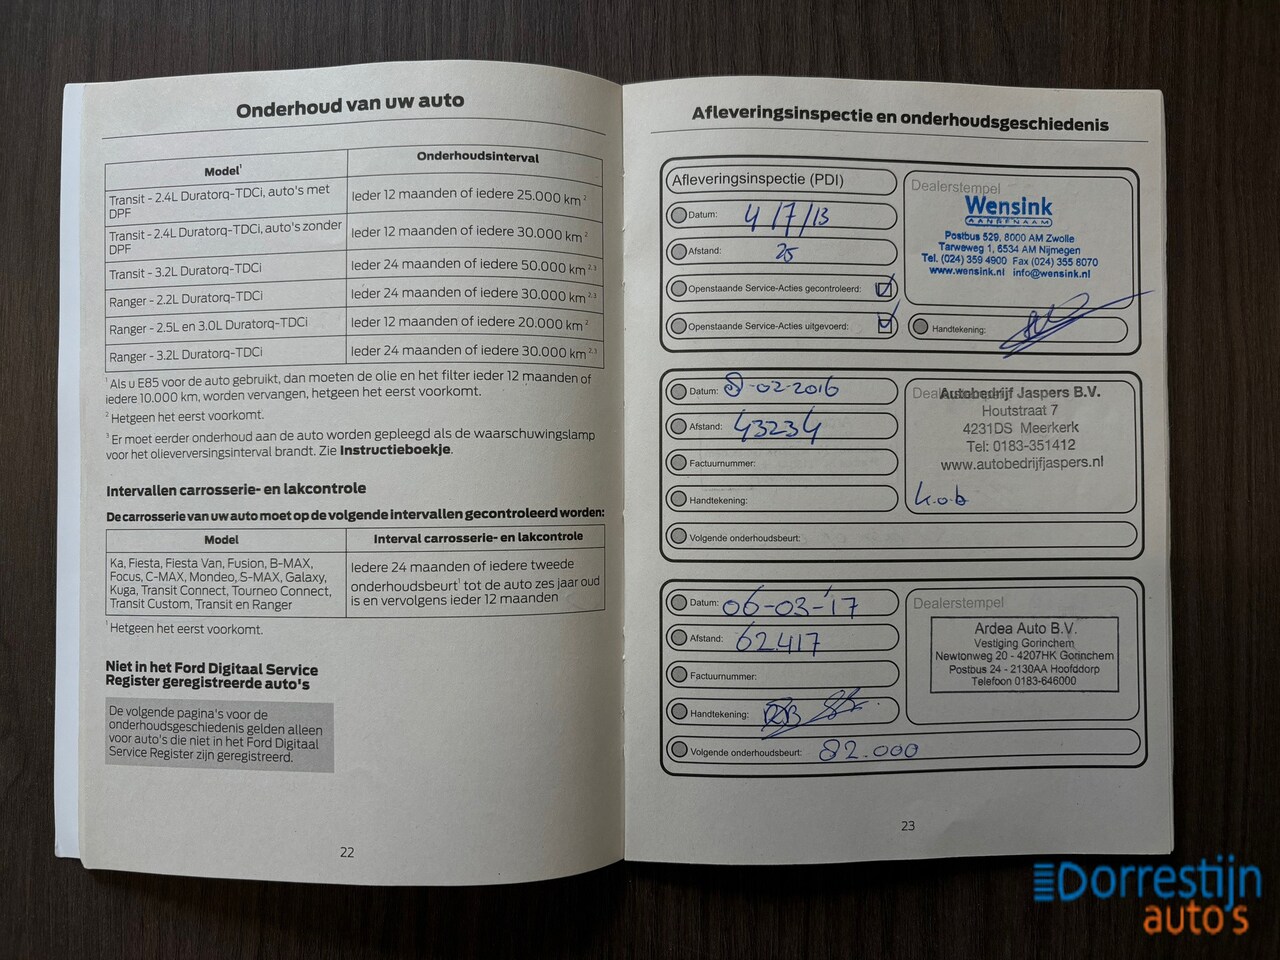 Onderhoud van uw auto
Model¹ Onderhoudsinterval
Transit - 2.4L Duratorq-TDCi, auto's met DPF Ieder 12 maanden of iedere 25.000 km ²
Transit - 2.4L Duratorq-TDCi, auto's zonder DPF Ieder 12 maanden of iedere 30.000 km ²
Transit - 3.2L Duratorq-TDCi Ieder 24 maanden of iedere 50.000 km ²·³
Ranger - 2.2L Duratorq-TDCi Ieder 24 maanden of iedere 30.000 km ²·³
Ranger - 2.5L en 3.0L Duratorq-TDCi Ieder 12 maanden of iedere 20.000 km ²
Ranger - 3.2L Duratorq-TDCi Ieder 24 maanden of iedere 30.000 km ²·³
¹ Als u E85 voor de auto gebruikt, dan moeten de olie en het filter ieder 12 maanden of
iedere 10.000 km, worden vervangen, hetgeen het eerst voorkomt.
² Hetgeen het eerst voorkomt.
³ Er moet eerder onderhoud aan de auto worden gepleegd als de waarschuwingslamp
voor het olieverversingsinterval brandt. Zie Instructieboekje.
Intervallen carrosserie- en lakcontrole
De carrosserie van uw auto moet op de volgende intervallen gecontroleerd worden:
Model Interval carrosserie- en lakcontrole
Ka, Fiesta, Fiesta Van, Fusion, B-MAX,
Focus, C-MAX, Mondeo, S-MAX, Galaxy,
Kuga, Transit Connect, Tourneo Connect,
Transit Custom, Transit en Ranger
Iedere 24 maanden of iedere tweede
onderhoudsbeurt¹ tot de auto zes jaar oud
is en vervolgens ieder 12 maanden
¹ Hetgeen het eerst voorkomt.
Niet in het Ford Digitaal Service
Register geregistreerde auto's
De volgende pagina's voor de
onderhoudsgeschiedenis gelden alleen
voor auto's die niet in het Ford Digitaal
Service Register zijn geregistreerd.
22
Afleveringsinspectie en onderhoudsgeschiedenis
Afleveringsinspectie (PDI)
Datum: 4/7/13
Afstand: 25
Openstaande Service-Acties gecontroleerd:
Openstaande Service-Acties uitgevoerd:
Dealerstempel
Wensink
AANGENAAM
Postbus 529, 8000 AM Zwolle
Tarweweg 1, 6534 AM Nijmegen
Tel. (024) 359 4900 Fax (024) 355 8070
www.wensink.nl info@wensink.nl
Handtekening:
Datum: 8-02-2016
Afstand: 43234
Factuurnummer:
Handtekening:
Volgende onderhoudsbeurt:
Autobedrijf Jaspers B.V.
Houtstraat 7
4231DS Meerkerk
Tel: 0183-351412
www.autobedrijfjaspers.nl
k.o.b
Datum: 06-03-'17
Afstand: 62.417
Factuurnummer:
Handtekening:
Volgende onderhoudsbeurt: 82.000
Dealerstempel
Ardea Auto B.V.
Vestiging Gorinchem
Newtonweg 20 - 4207HK Gorinchem
Postbus 24 - 2130AA Hoofddorp
Telefoon 0183-646000
23
Dorrestijn
auto's